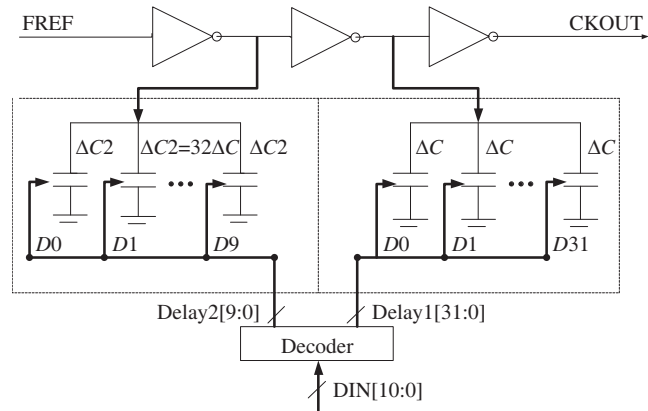 FREF CKOUT
ΔC2 ΔC2=32ΔC ΔC2 ΔC ΔC ΔC
D0 D1 D9 D0 D1 D31
Delay2[9:0] Delay1[31:0]
Decoder
DIN[10:0]